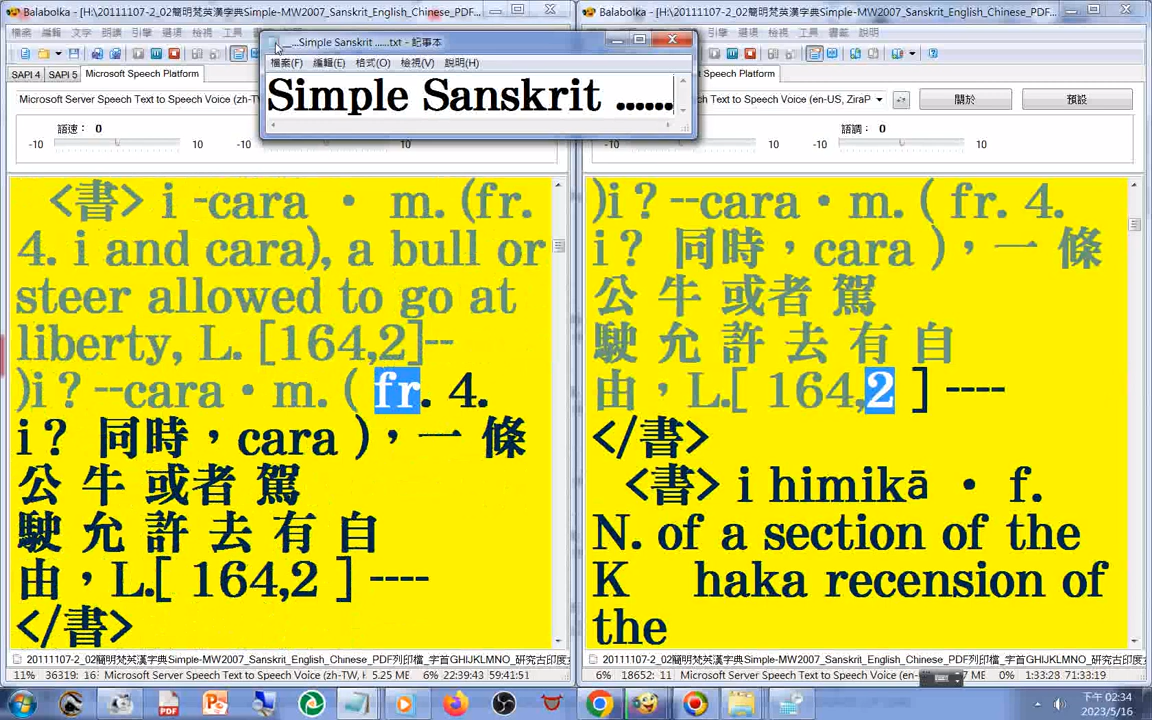 Balabolka - [H:\20111107-2_02簡明梵英漢字典Simple-MW2007_Sanskrit_English_Chinese_PDF...
檔案 編輯 文字 朗讀
SAPI 4 SAPI 5 Microsoft Speech Platform
Microsoft Server Speech Text to Speech Voice (zh-TW,
語速： 0
-10 10 -10 10
__...Simple Sanskrit ......txt - 記事本
檔案(F) 編輯(E) 格式(O) 檢視(V) 說明(H)
Simple Sanskrit ......
<書> i -cara • m. (fr.
4. i and cara), a bull or
steer allowed to go at
liberty, L. [164,2]--
)i？--cara • m. ( fr. 4.
i？ 同時，cara )，一 條
公 牛 或者 駕
駛 允 許 去 有 自
由，L.[ 164,2 ] ----
</書>
20111107-2_02簡明梵英漢字典Simple-MW2007_Sanskrit_English_Chinese_PDF列印檔_字首GHIJKLMNO_研究古印度
11% 36319: 16 Microsoft Server Speech Text to Speech Voice (zh-TW, H 5.25 ME 6% 22:39:43 59:41:51
Balabolka - [H:\20111107-2_02簡明梵英漢字典Simple-MW2007_Sanskrit_English_Chinese_PDF...
引擎 工具 檢視 說明
Speech Platform
Microsoft Server Speech Text to Speech Voice (en-US, ZiraP
關於 預設
語調： 0
-10 10
)i？--cara • m. ( fr. 4.
i？ 同時，cara )，一 條
公 牛 或者 駕
駛 允 許 去 有 自
由，L.[ 164,2 ] ----
</書>
<書> i himikā • f.
N. of a section of the
K haka recension of
the
20111107-2_02簡明梵英漢字典Simple-MW2007_Sanskrit_English_Chinese_PDF列印檔_字首GHIJKLMNO_研究古印度
6% 18652: 11 Microsoft Server Speech Text to Speech Voice 0% 1:33:28 71:33:19
下午 02:34
2023/5/16